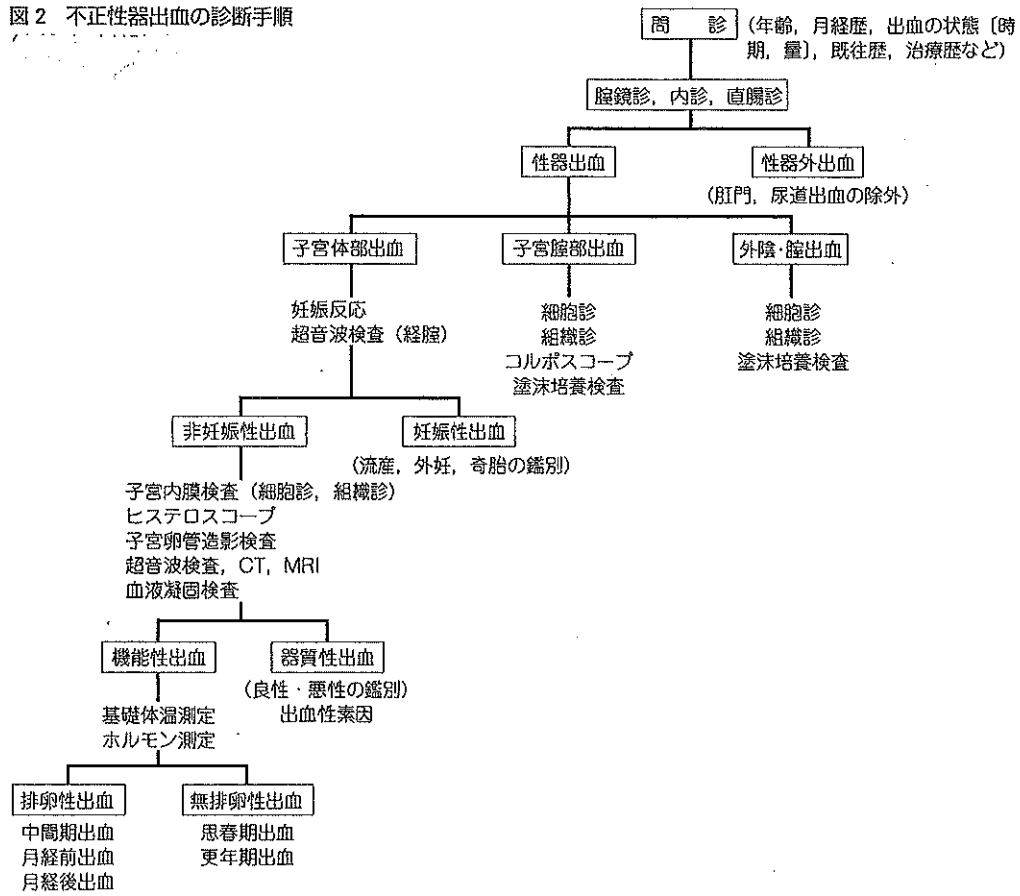 図2 不正性器出血の診断手順
問 診
(年齢,月経歴,出血の状態〔時
期,量〕,既往歴,治療歴など)
腟鏡診,内診,直腸診
性器出血
性器外出血
(肛門,尿道出血の除外)
子宮体部出血
子宮腟部出血
外陰・腟出血
妊娠反応
超音波検査(経腟)
細胞診
組織診
コルポスコープ
塗沫培養検査
細胞診
組織診
塗沫培養検査
非妊娠性出血
妊娠性出血
(流産,外妊,奇胎の鑑別)
子宮内膜検査(細胞診,組織診)
ヒステロスコープ
子宮卵管造影検査
超音波検査,CT,MRI
血液凝固検査
機能性出血
器質性出血
(良性・悪性の鑑別)
出血性素因
基礎体温測定
ホルモン測定
排卵性出血
無排卵性出血
中間期出血
月経前出血
月経後出血
思春期出血
更年期出血